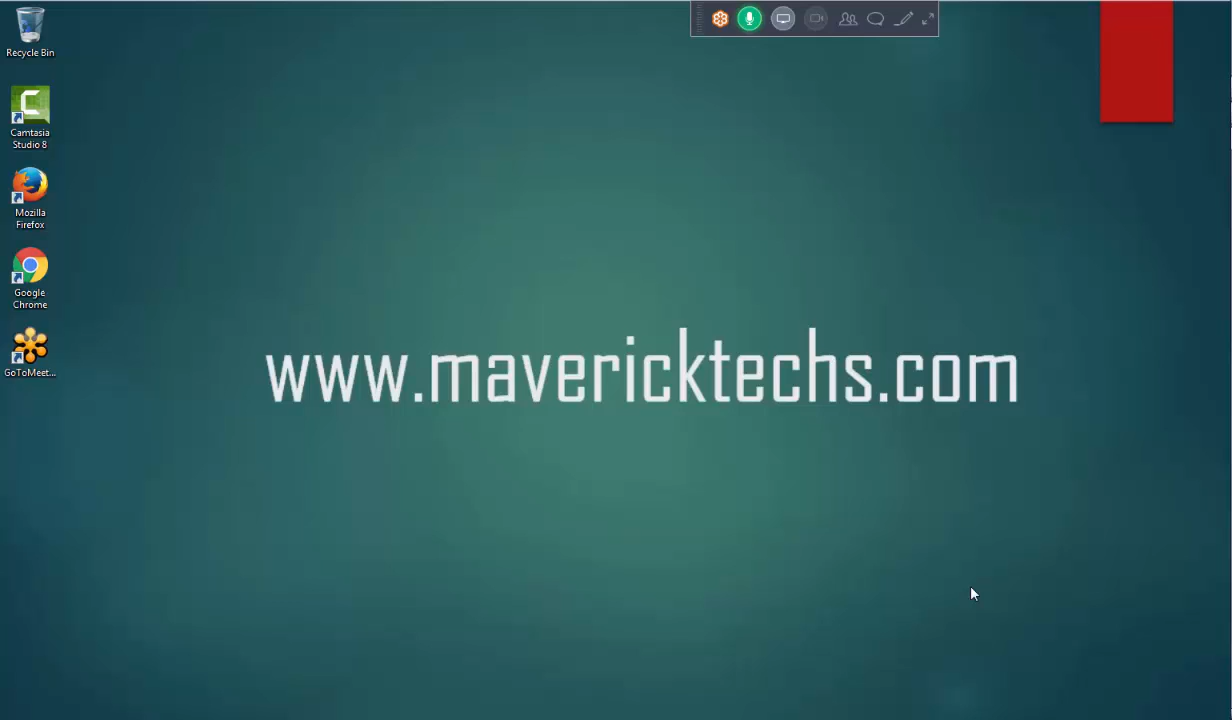 Recycle Bin
Camtasia
Studio 8
Mozilla
Firefox
Google
Chrome
GoToMeet...
www.mavericktechs.com